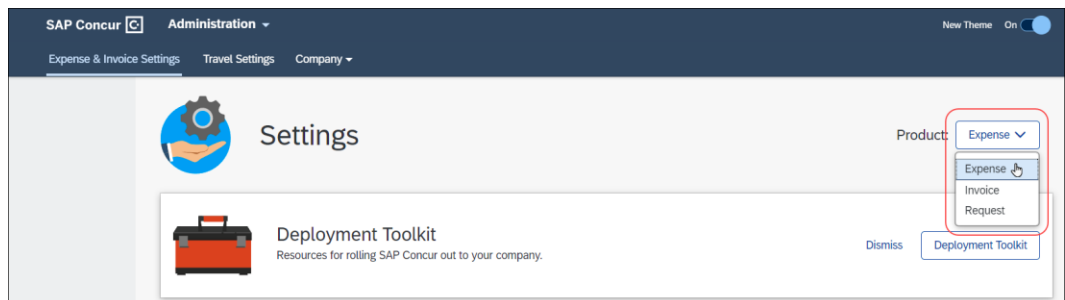 SAP Concur Administration New Theme On
Expense & Invoice Settings Travel Settings Company
Settings
Product: Expense
Expense
Invoice
Request
Deployment Toolkit
Resources for rolling SAP Concur out to your company.
Dismiss Deployment Toolkit